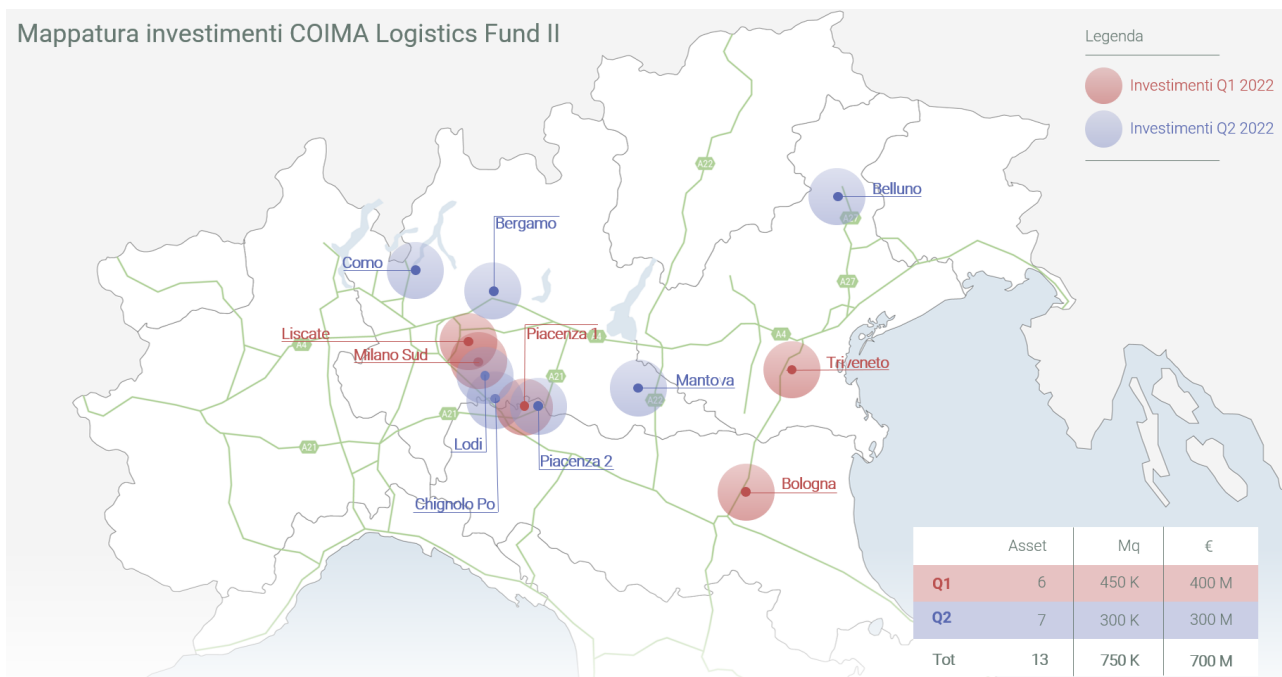 Mappatura investimenti COIMA Logistics Fund II
Legenda
Investimenti Q1 2022
Investimenti Q2 2022
A22
Belluno
A27
Bergamo
Como
A27
Liscate
Piacenza 1
A4
A4
A4
Milano Sud
Triveneto
A21
Mantova
A22
A21
Lodi
A21
Piacenza 2
Bologna
Chignolo Po
Asset Mq €
Q1 6 450 K 400 M
Q2 7 300 K 300 M
Tot 13 750 K 700 M